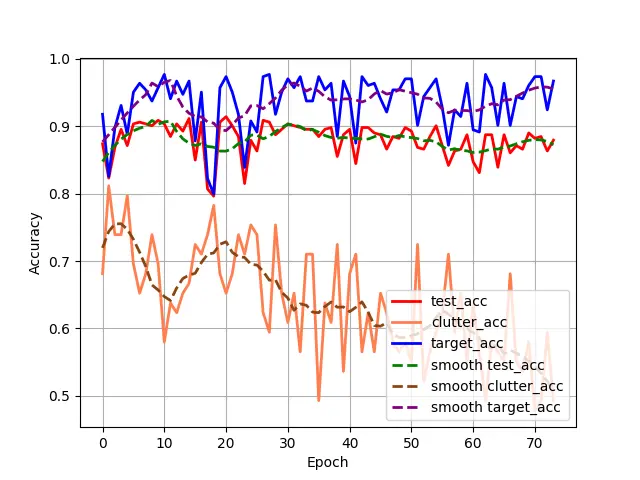 1.0
0.9
0.8
0.7
0.6
0.5
Accuracy
test_acc
clutter_acc
target_acc
smooth test_acc
smooth clutter_acc
smooth target_acc
0 10 20 30 40 50 60 70
Epoch